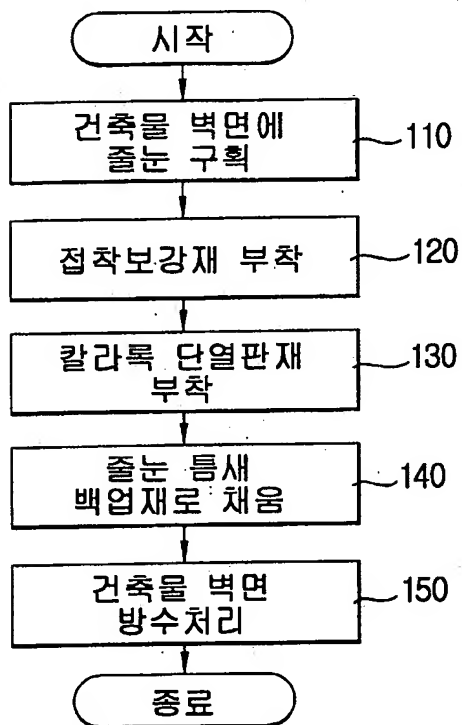 시작
건축물 벽면에
줄눈 구획
110
접착보강재 부착
120
칼라록 단열판재
부착
130
줄눈 틈새
백업재로 채움
140
건축물 벽면
방수처리
150
종료